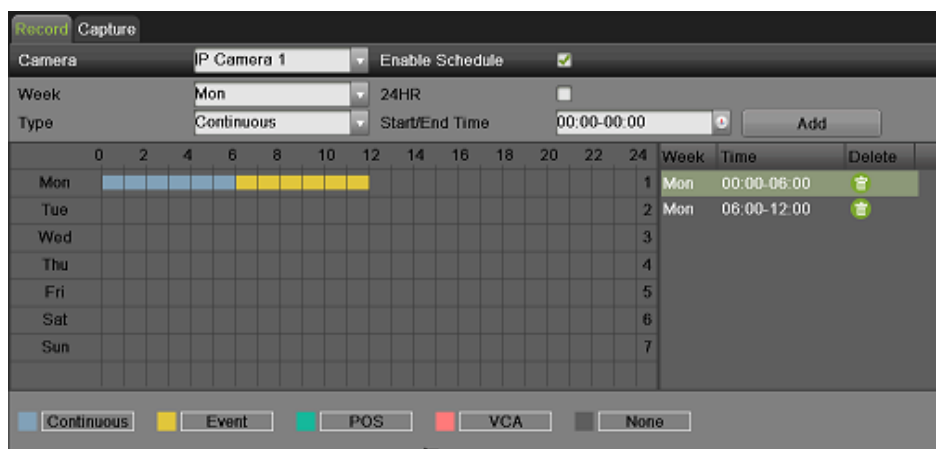 Record Capture
Camera IP Camera 1 Enable Schedule
Week Mon 24HR
Type Continuous Start/End Time 00:00-00:00 Add
0 2 4 6 8 10 12 14 16 18 20 22 24 Week Time Delete
Mon 1 Mon 00:00-06:00
Tue 2 Mon 06:00-12:00
Wed 3
Thu 4
Fri 5
Sat 6
Sun 7
Continuous Event POS VCA None